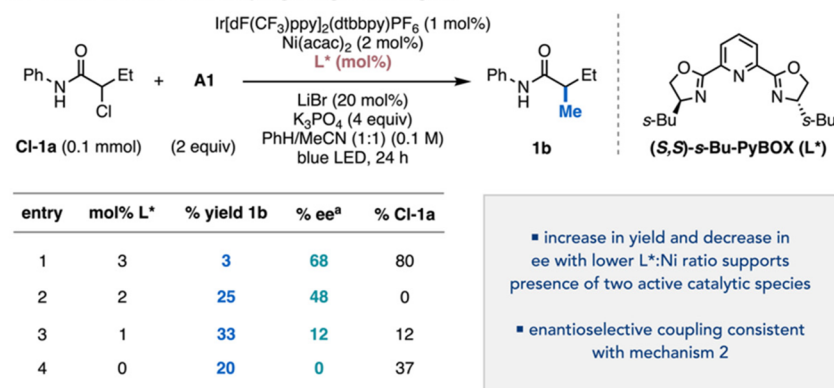 Ir[dF(CF3)ppy]2(dtbbpy)PF6 (1 mol%)
Ni(acac)2 (2 mol%)
L* (mol%)
Ph
N
H
O
Et
Cl
+
A1
LiBr (20 mol%)
K3PO4 (4 equiv)
PhH/MeCN (1:1) (0.1 M)
blue LED, 24 h
Ph
N
H
O
Et
Me
O
N
N
N
O
s-Bu
s-Bu
Cl-1a (0.1 mmol)
(2 equiv)
1b
(S,S)-s-Bu-PyBOX (L*)
entry mol% L* % yield 1b % eeᵃ % Cl-1a
1 3 3 68 80
2 2 25 48 0
3 1 33 12 12
4 0 20 0 37
▪ increase in yield and decrease in
ee with lower L*:Ni ratio supports
presence of two active catalytic species
▪ enantioselective coupling consistent
with mechanism 2